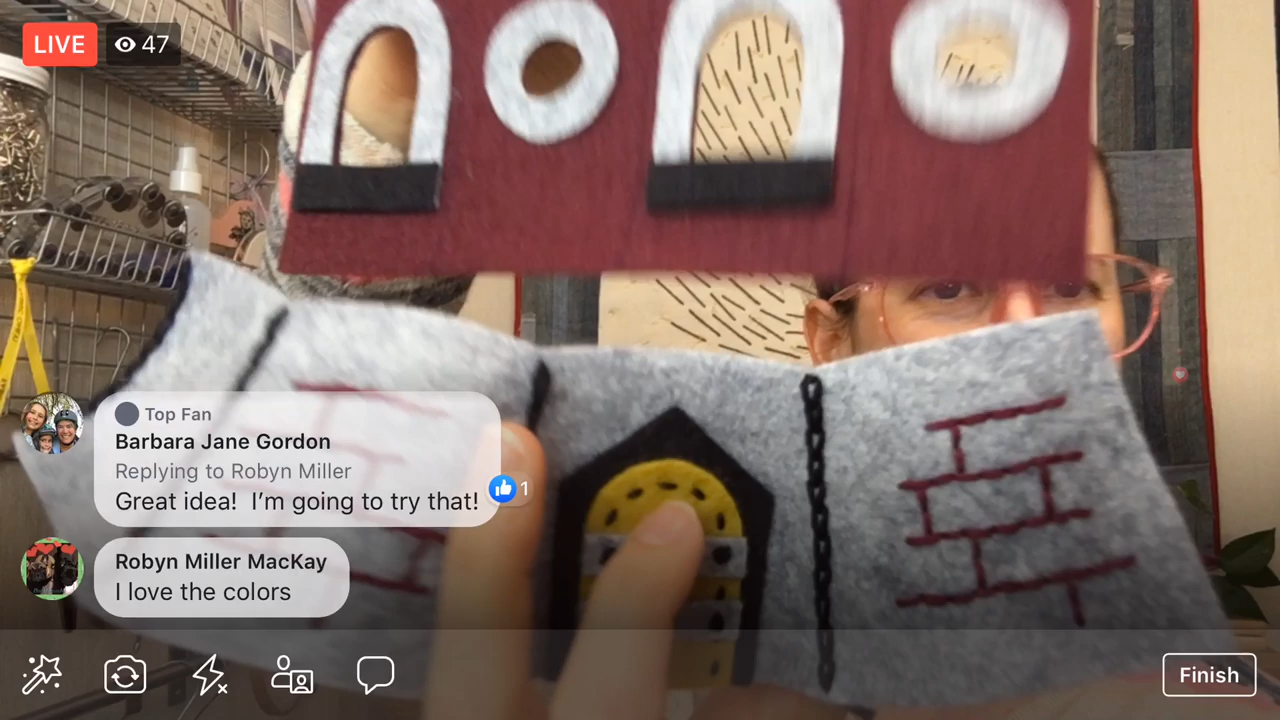 LIVE
47
Top Fan
Barbara Jane Gordon
Replying to Robyn Miller
Great idea!  I’m going to try that!
1
Robyn Miller MacKay
I love the colors
Finish